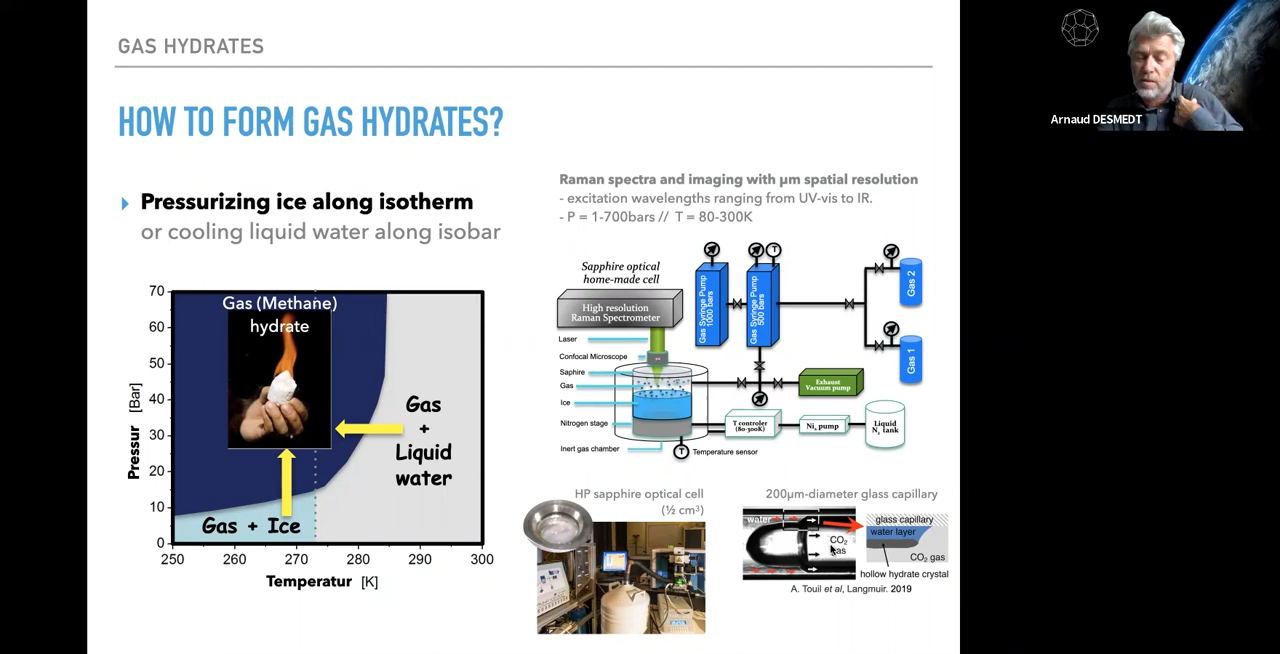 GAS HYDRATES
HOW TO FORM GAS HYDRATES?
Pressurizing ice along isotherm
or cooling liquid water along isobar
Gas (Methane)
hydrate
Gas
+
Liquid
water
Gas + Ice
70
60
50
40
30
20
10
0
250 260 270 280 290 300
Pressur [Bar]
Temperatur [K]
Raman spectra and imaging with µm spatial resolution
- excitation wavelengths ranging from UV-vis to IR.
- P = 1-700bars // T = 80-300K
Sapphire optical
home-made cell
High resolution
Raman Spectrometer
Laser
Confocal Microscope
Saphire
Gas
Ice
Nitrogen stage
Inert gas chamber
Gas Syringe Pump
1000 bars
Gas Syringe Pump
500 bars
T
Gas 2
Gas 1
Exhaust
Vacuum pump
T controler
(80-300K)
N₂ pump
Liquid
N₂ tank
T
Temperature sensor
HP sapphire optical cell
(½ cm³)
200µm-diameter glass capillary
water
CO₂
gas
glass capillary
water layer
CO₂ gas
hollow hydrate crystal
A. Touil et al, Langmuir. 2019
Arnaud DESMEDT